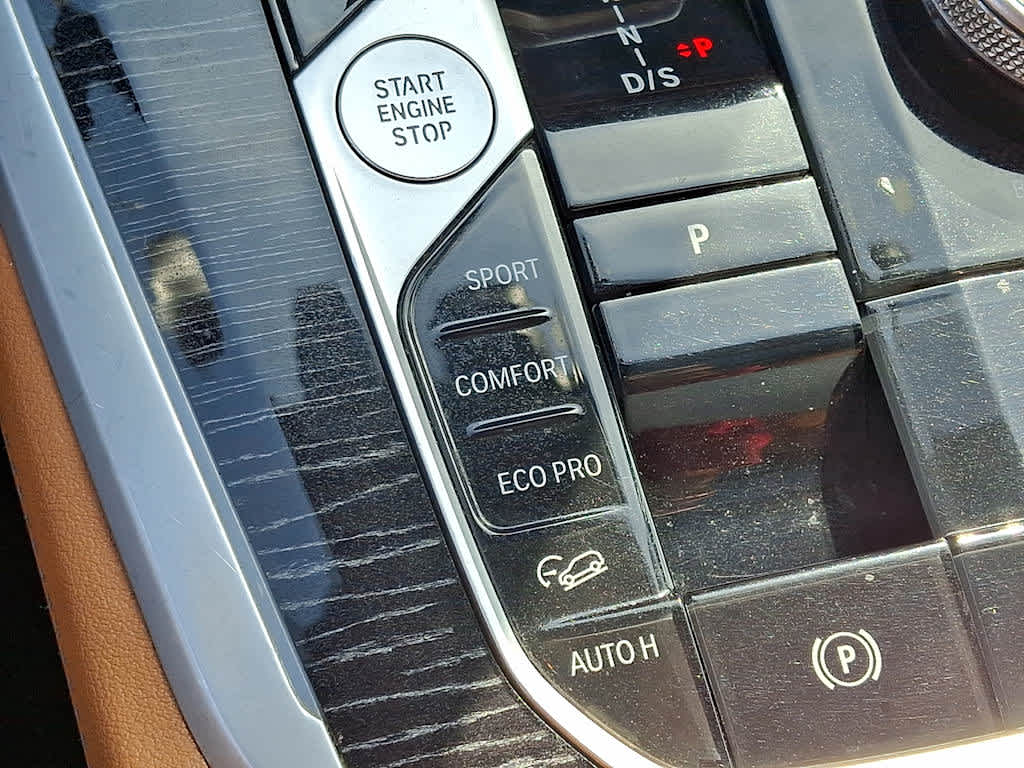 START
ENGINE
STOP
N
D/S
P
P
SPORT
COMFORT
ECO PRO
AUTO H
P